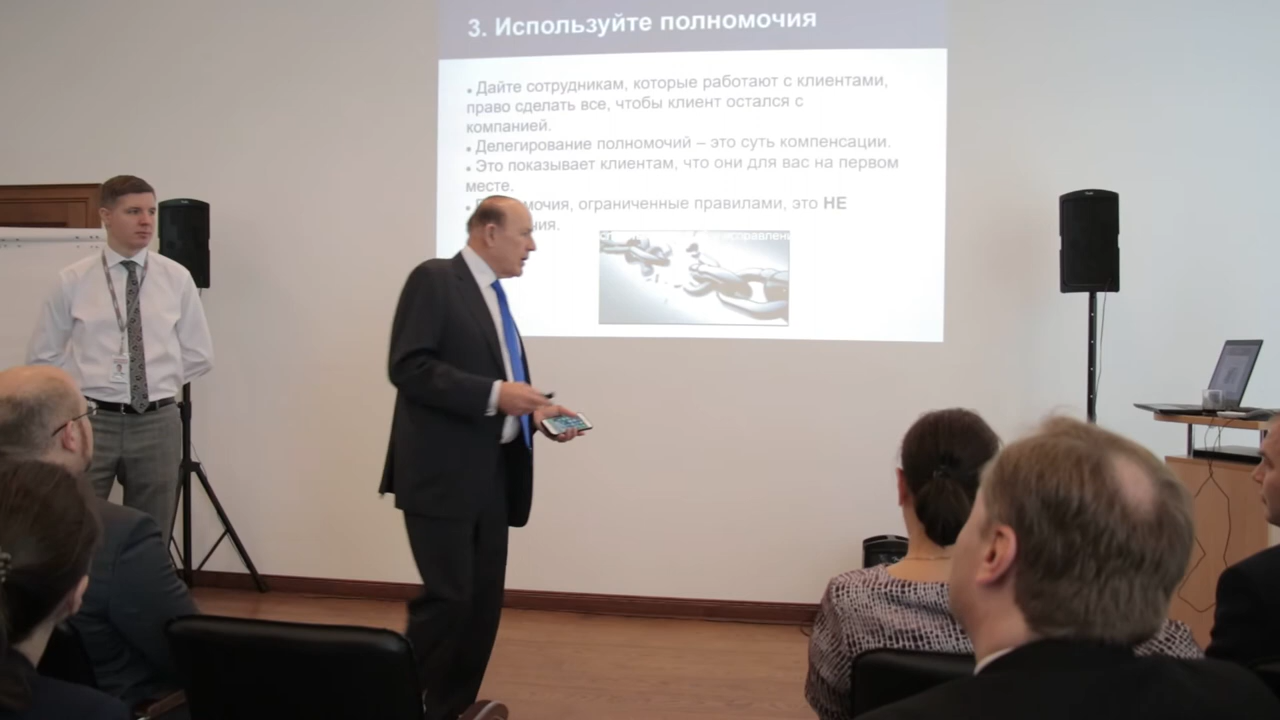 3. Используйте полномочия
• Дайте сотрудникам, которые работают с клиентами,
право сделать все, чтобы клиент остался с
компанией.
• Делегирование полномочий – это суть компенсации.
• Это показывает клиентам, что они для вас на первом
месте.
ограниченные правилами, это НЕ